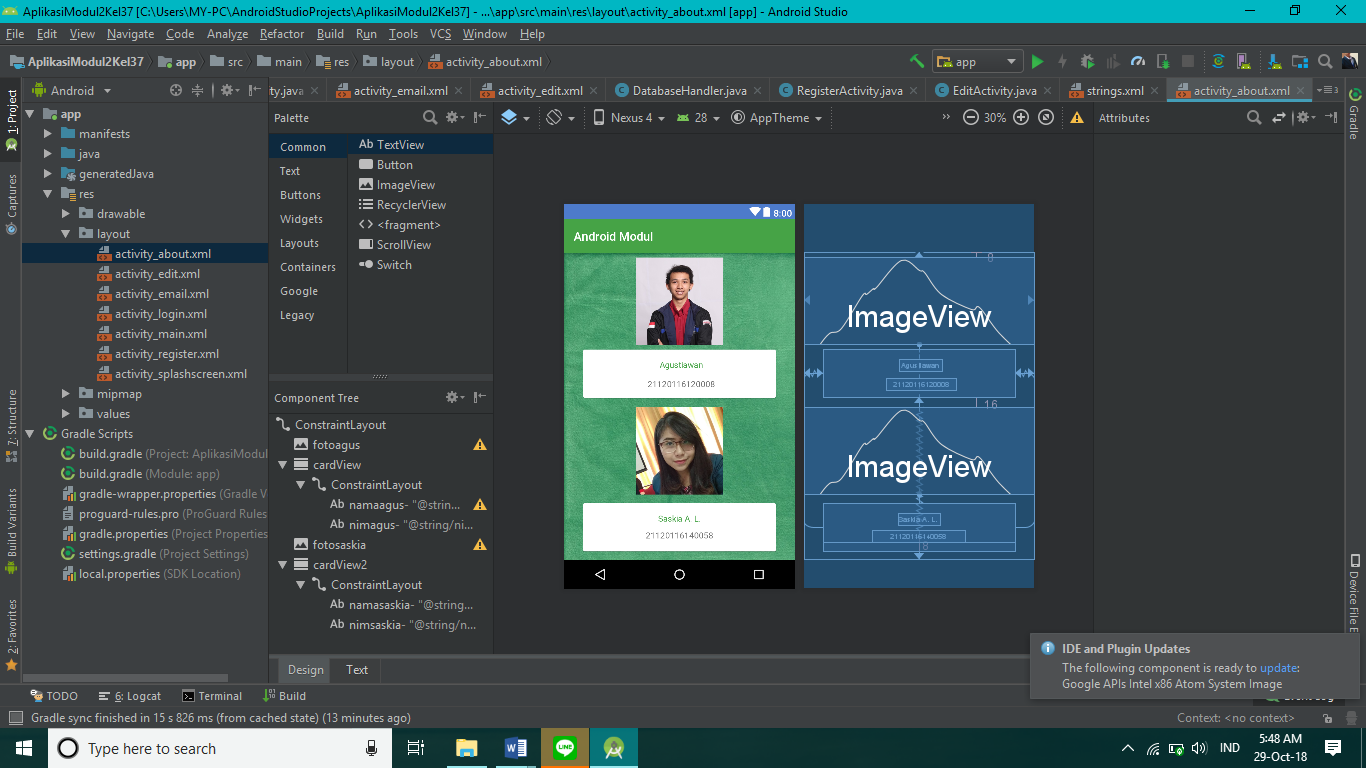 AplikasiModul2Kel37 [C:\Users\MY-PC\AndroidStudioProjects\AplikasiModul2Kel37] - ...\app\src\main\res\layout\activity_about.xml [app] - Android Studio
File Edit View Navigate Code Analyze Refactor Build Run Tools VCS Window Help
AplikasiModul2Kel37 app src main res layout activity_about.xml app
Android ity.java activity_email.xml activity_edit.xml DatabaseHandler.java RegisterActivity.java EditActivity.java strings.xml activity_about.xml 3
1: Project
Captures
7: Structure
Build Variants
2: Favorites
app
manifests
java
generatedJava
res
drawable
layout
activity_about.xml
activity_edit.xml
activity_email.xml
activity_login.xml
activity_main.xml
activity_register.xml
activity_splashscreen.xml
mipmap
values
Gradle Scripts
build.gradle (Project: AplikasiModul
build.gradle (Module: app)
gradle-wrapper.properties (Gradle V
proguard-rules.pro (ProGuard Rules
gradle.properties (Project Properties
settings.gradle (Project Settings)
local.properties (SDK Location)
Palette
Common
Text
Buttons
Widgets
Layouts
Containers
Google
Legacy
Ab TextView
Button
ImageView
RecyclerView
<fragment>
ScrollView
Switch
Component Tree
ConstraintLayout
fotoagus
cardView
ConstraintLayout
Ab namaagus- "@strin...
Ab nimagus- "@string/ni...
fotosaskia
cardView2
ConstraintLayout
Ab namasaskia- "@string...
Ab nimsaskia- "@string/n...
Nexus 4 28 AppTheme 30%
8:00
Android Modul
Agustiawan
21120116120008
Saskia A. L.
21120116140058
0
ImageView
Agustiawan
21120116120008
16
ImageView
Saskia A. L.
21120116140058
8
Attributes
Gradle
Device File E
Design Text
IDE and Plugin Updates
The following component is ready to update:
Google APIs Intel x86 Atom System Image
TODO 6: Logcat Terminal Build
Gradle sync finished in 15 s 826 ms (from cached state) (13 minutes ago)
Context: <no context>
Type here to search
LINE
IND
5:48 AM
29-Oct-18